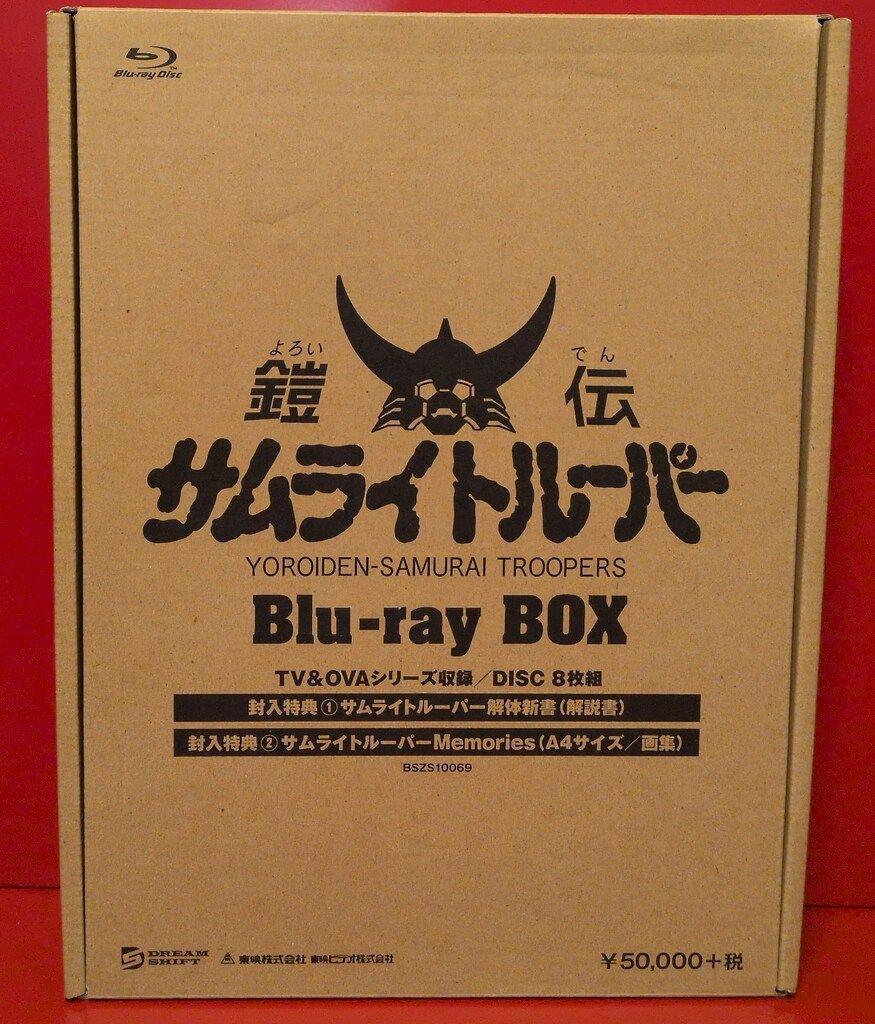 Blu-ray Disc™
よろい でん
鎧 伝
サムライトルーパー
YOROIDEN-SAMURAI TROOPERS
Blu-ray BOX
TV&OVAシリーズ収録/DISC 8枚組
封入特典①サムライトルーパー解体新書(解説書)
封入特典②サムライトルーパーMemories(A4サイズ/画集)
BSZS10069
DREAM SHIFT 東映株式会社 東映ビデオ株式会社 ¥50,000+税